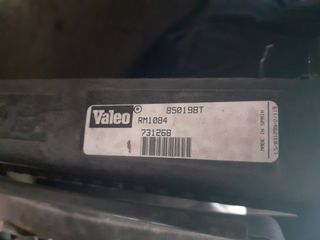 Valeo
850198T
RM1084
731268
MADE IN SPAIN